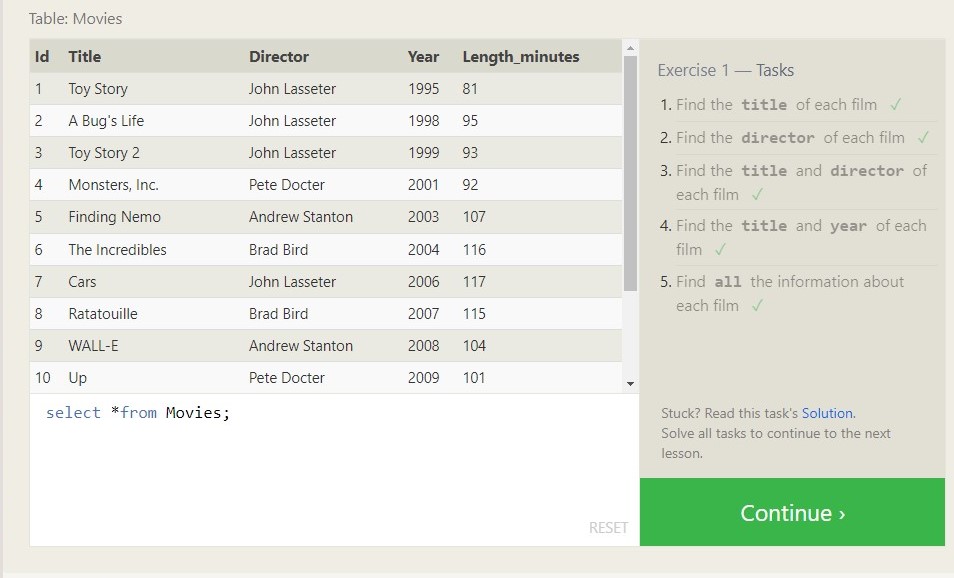 Table: Movies
Id Title Director Year Length_minutes
1 Toy Story John Lasseter 1995 81
2 A Bug's Life John Lasseter 1998 95
3 Toy Story 2 John Lasseter 1999 93
4 Monsters, Inc. Pete Docter 2001 92
5 Finding Nemo Andrew Stanton 2003 107
6 The Incredibles Brad Bird 2004 116
7 Cars John Lasseter 2006 117
8 Ratatouille Brad Bird 2007 115
9 WALL-E Andrew Stanton 2008 104
10 Up Pete Docter 2009 101
select *from Movies;
RESET
Exercise 1 — Tasks
1. Find the title of each film ✓
2. Find the director of each film ✓
3. Find the title and director of
each film ✓
4. Find the title and year of each
film ✓
5. Find all the information about
each film ✓
Stuck? Read this task's Solution.
Solve all tasks to continue to the next
lesson.
Continue ›